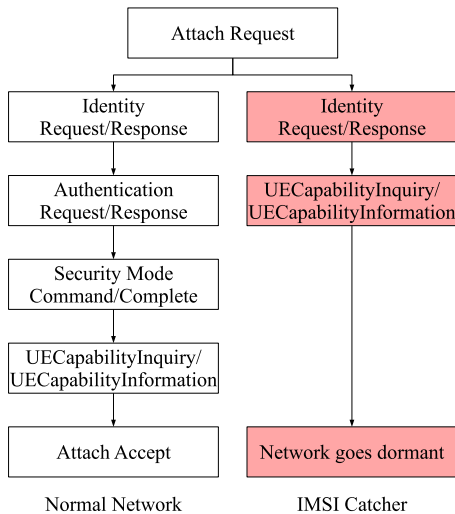 Attach Request
Identity
Request/Response
Authentication
Request/Response
Security Mode
Command/Complete
UECapabilityInquiry/
UECapabilityInformation
Attach Accept
Normal Network
Identity
Request/Response
UECapabilityInquiry/
UECapabilityInformation
Network goes dormant
IMSI Catcher